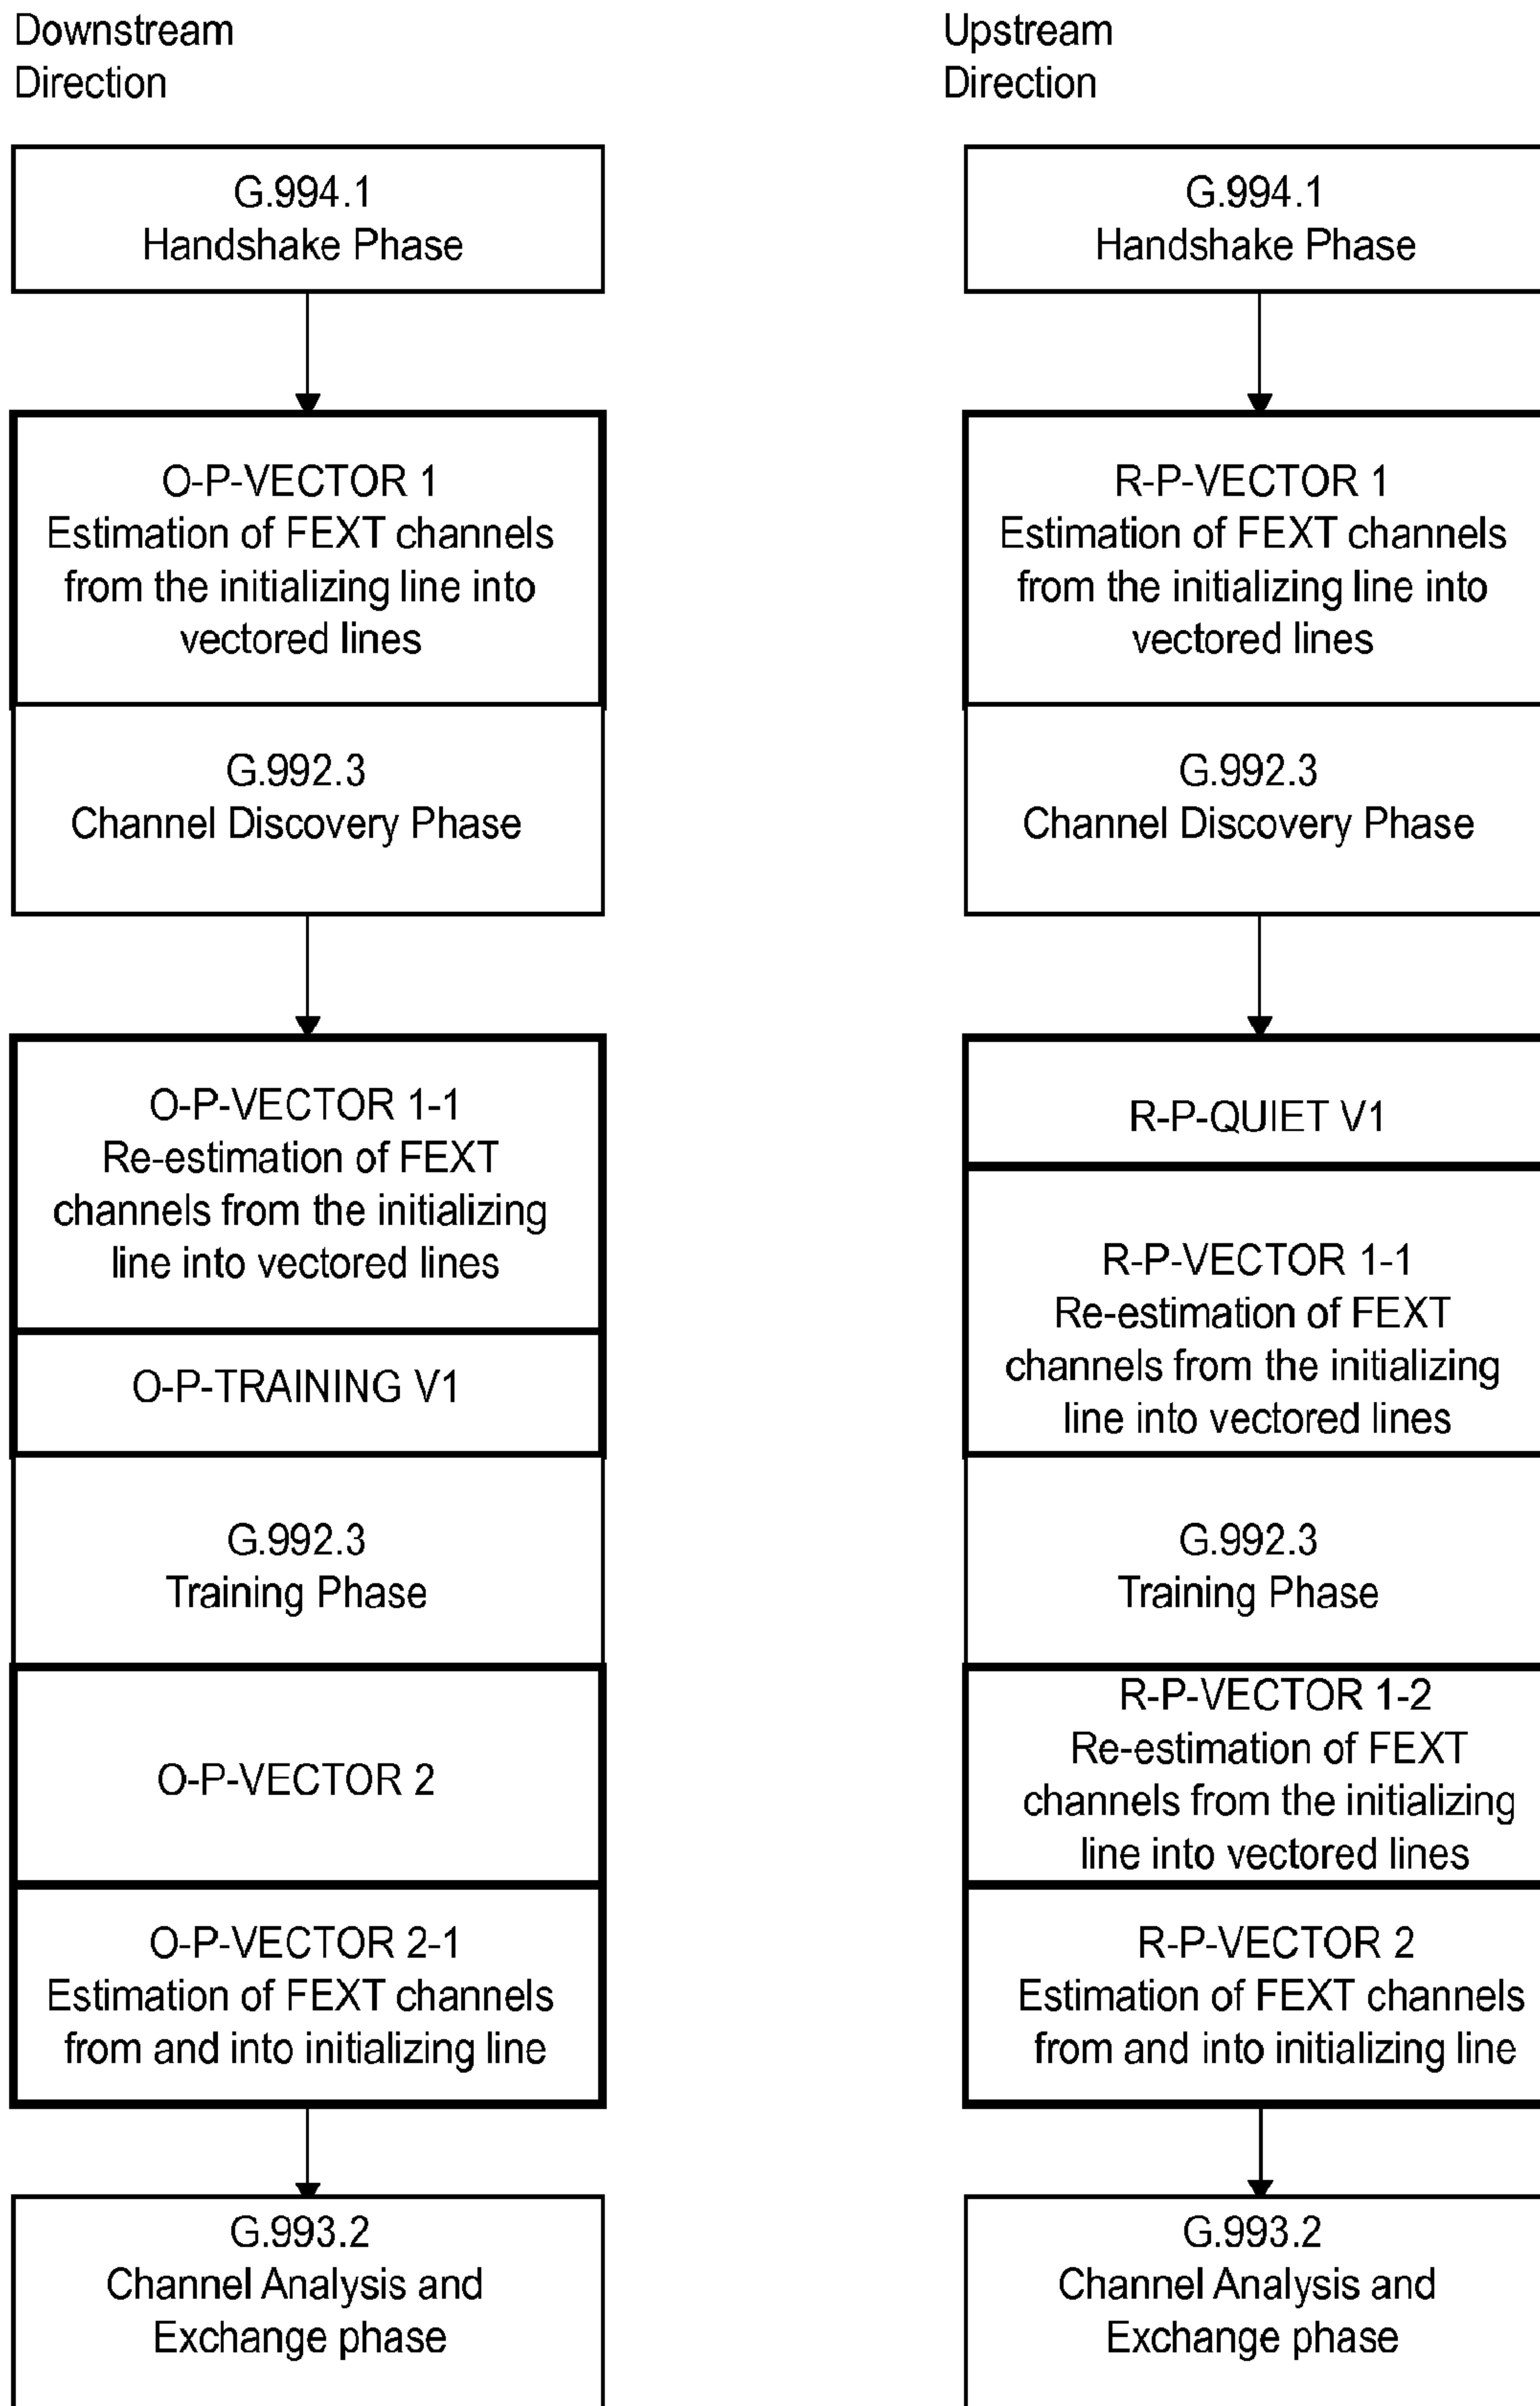 Downstream
Direction
G.994.1
Handshake Phase
O-P-VECTOR 1
Estimation of FEXT channels
from the initializing line into
vectored lines
G.992.3
Channel Discovery Phase
O-P-VECTOR 1-1
Re-estimation of FEXT
channels from the initializing
line into vectored lines
O-P-TRAINING V1
G.992.3
Training Phase
O-P-VECTOR 2
O-P-VECTOR 2-1
Estimation of FEXT channels
from and into initializing line
G.993.2
Channel Analysis and
Exchange phase
Upstream
Direction
G.994.1
Handshake Phase
R-P-VECTOR 1
Estimation of FEXT channels
from the initializing line into
vectored lines
G.992.3
Channel Discovery Phase
R-P-QUIET V1
R-P-VECTOR 1-1
Re-estimation of FEXT
channels from the initializing
line into vectored lines
G.992.3
Training Phase
R-P-VECTOR 1-2
Re-estimation of FEXT
channels from the initializing
line into vectored lines
R-P-VECTOR 2
Estimation of FEXT channels
from and into initializing line
G.993.2
Channel Analysis and
Exchange phase